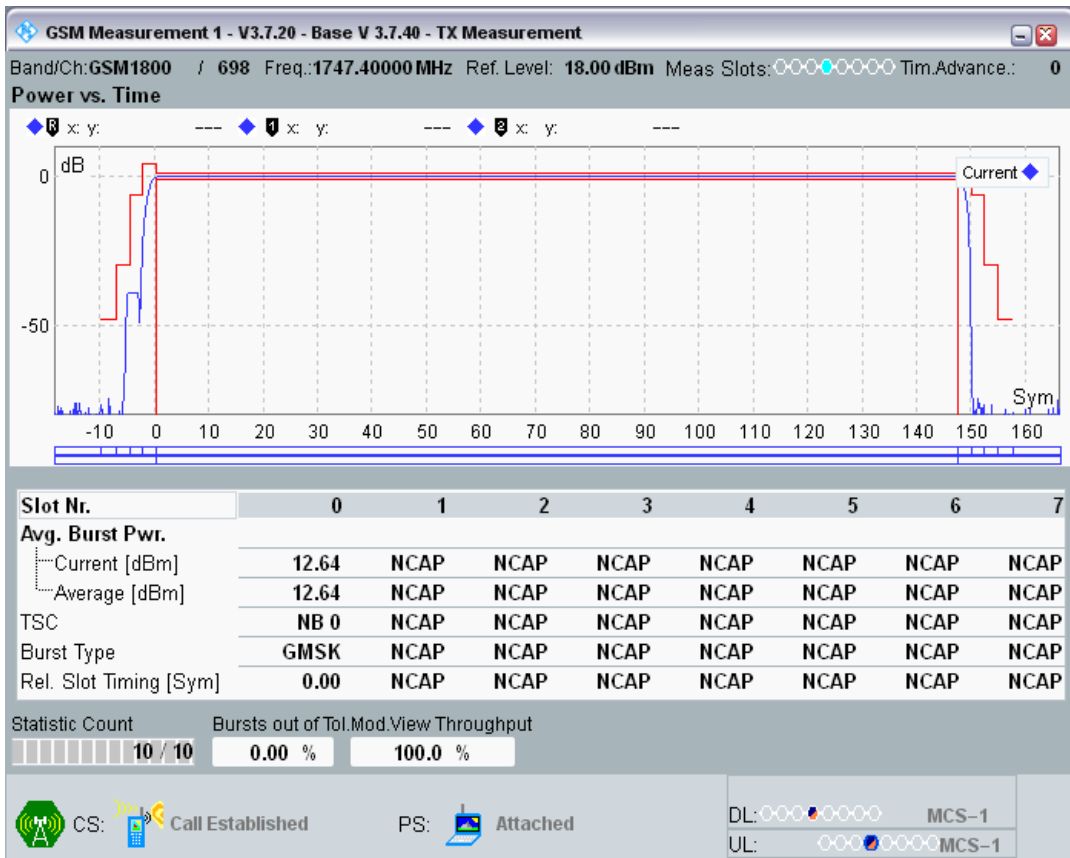 GSM Measurement 1 - V3.7.20 - Base V 3.7.40 - TX Measurement
Band/Ch:GSM1800 / 698 Freq.:1747.40000 MHz Ref. Level: 18.00 dBm Meas Slots: Tim.Advance.: 0
Power vs. Time
R x: y: --- 1 x: y: --- 2 x: y: ---
dB
Current
0
-50
Sym
-10 0 10 20 30 40 50 60 70 80 90 100 110 120 130 140 150 160
Slot Nr. 0 1 2 3 4 5 6 7
Avg. Burst Pwr.
Current [dBm] 12.64 NCAP NCAP NCAP NCAP NCAP NCAP NCAP
Average [dBm] 12.64 NCAP NCAP NCAP NCAP NCAP NCAP NCAP
TSC NB 0 NCAP NCAP NCAP NCAP NCAP NCAP NCAP
Burst Type GMSK NCAP NCAP NCAP NCAP NCAP NCAP NCAP
Rel. Slot Timing [Sym] 0.00 NCAP NCAP NCAP NCAP NCAP NCAP NCAP
Statistic Count Bursts out of Tol.Mod.View Throughput
10 / 10 0.00 % 100.0 %
CS: Call Established PS: Attached
DL: MCS-1
UL: MCS-1